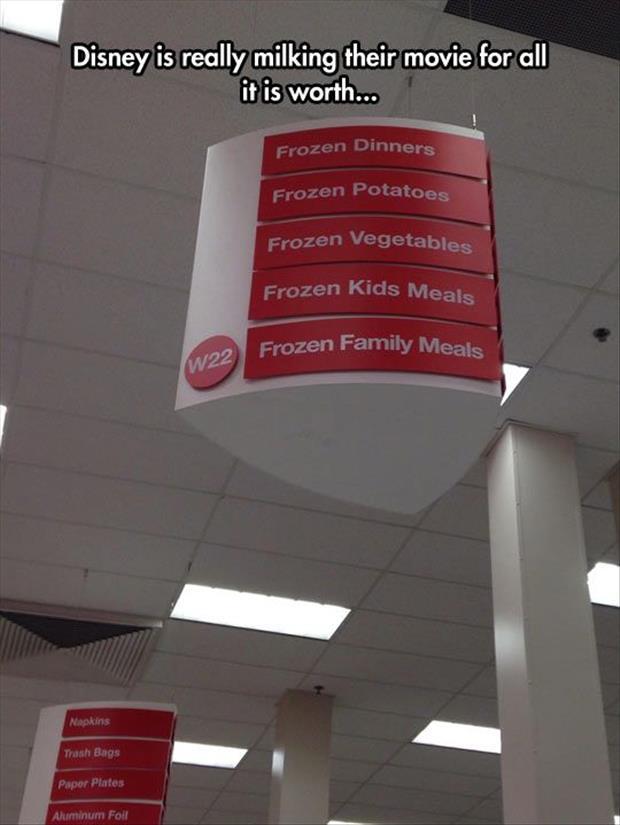 Disney is really milking their movie for all
it is worth...
Frozen Dinners
Frozen Potatoes
Frozen Vegetables
Frozen Kids Meals
Frozen Family Meals
W22
Napkins
Trash Bags
Paper Plates
Aluminum Foil